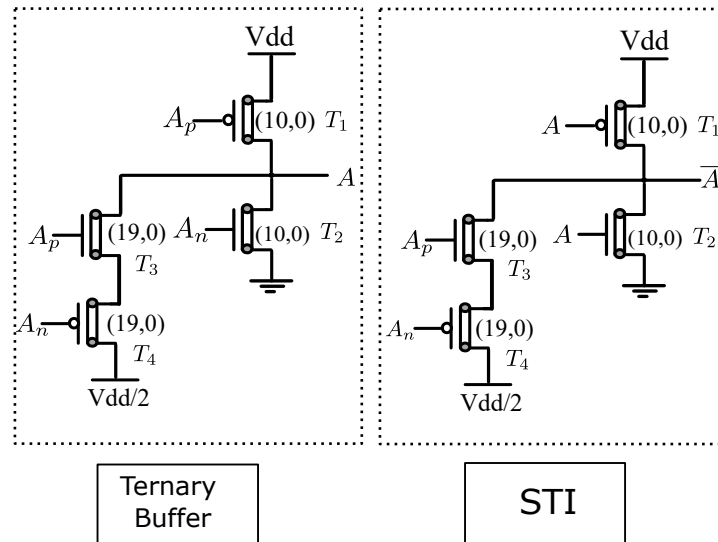 Vdd
A_p
(10,0) T_1
A
A_p
(19,0)
T_3
A_n
(10,0) T_2
A_n
(19,0)
T_4
Vdd/2
Ternary
Buffer
Vdd
A
(10,0) T_1
A̅
A_p
(19,0)
T_3
A
(10,0) T_2
A_n
(19,0)
T_4
Vdd/2
STI